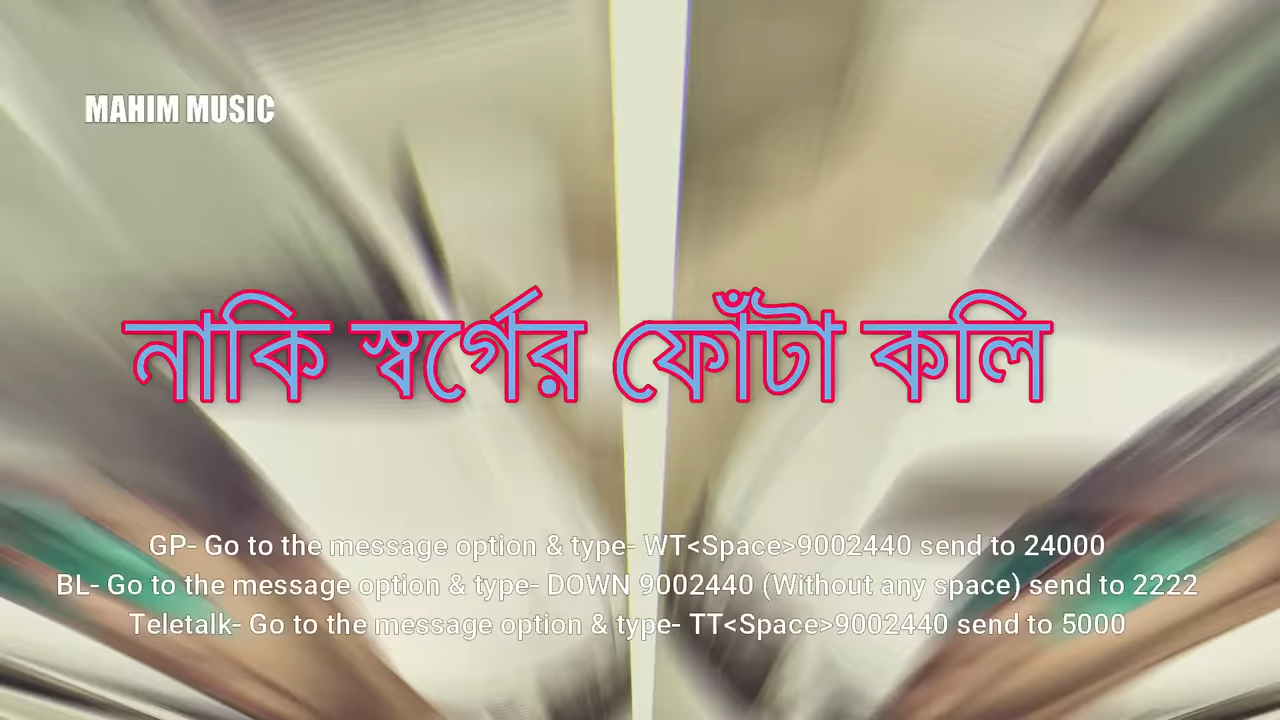 MAHIM MUSIC
নাকি স্বর্গের ফোঁটা কলি
GP- Go to the message option & type- WT<Space>9002440 send to 24000
BL- Go to the message option & type- DOWN 9002440 (Without any space) send to 2222
Teletalk- Go to the message option & type- TT<Space>9002440 send to 5000